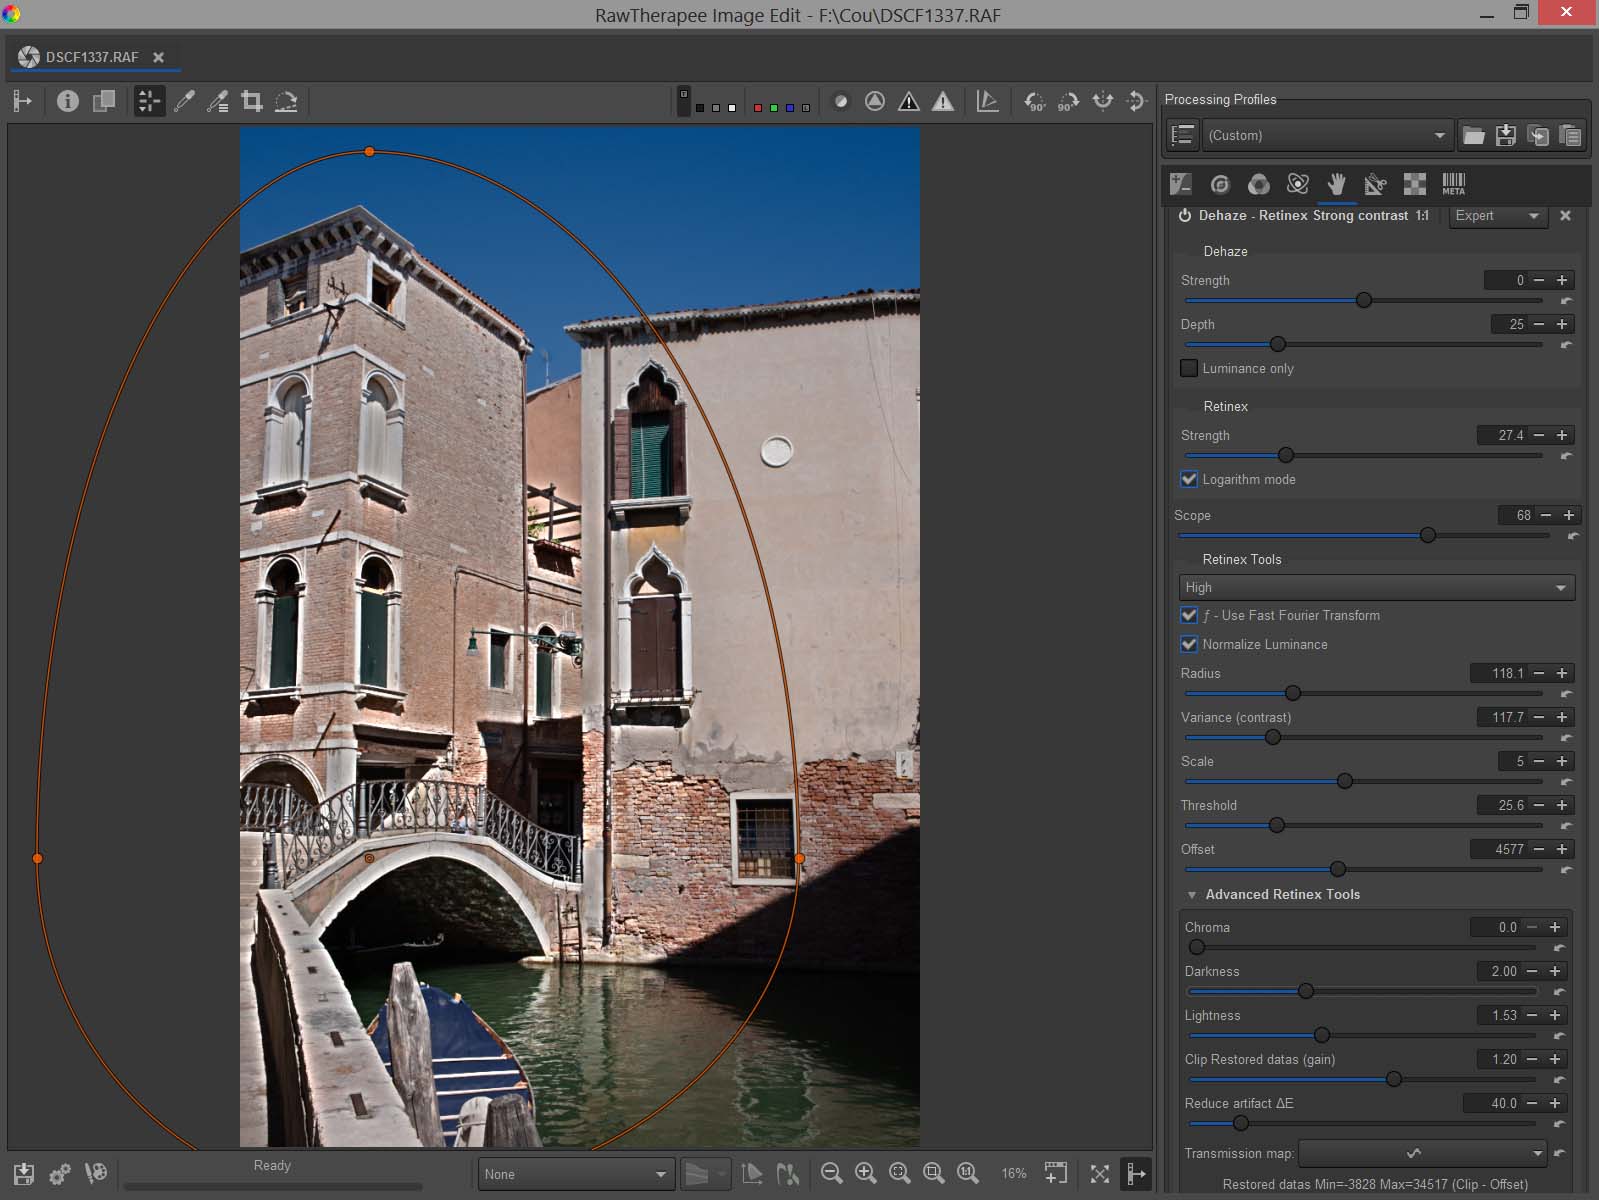 RawTherapee Image Edit - F:\Cou\DSCF1337.RAF
DSCF1337.RAF
90°
90°
Processing Profiles
(Custom)
META
Dehaze - Retinex Strong contrast 1:1
Expert
Dehaze
Strength
0
Depth
25
Luminance only
Retinex
Strength
27.4
Logarithm mode
Scope
68
Retinex Tools
High
ƒ - Use Fast Fourier Transform
Normalize Luminance
Radius
118.1
Variance (contrast)
117.7
Scale
5
Threshold
25.6
Offset
4577
Advanced Retinex Tools
Chroma
0.0
Darkness
2.00
Lightness
1.53
Clip Restored datas (gain)
1.20
Reduce artifact ΔE
40.0
Transmission map:
Restored datas Min=-3828 Max=34517 (Clip - Offset)
Ready
None
1:1
16%